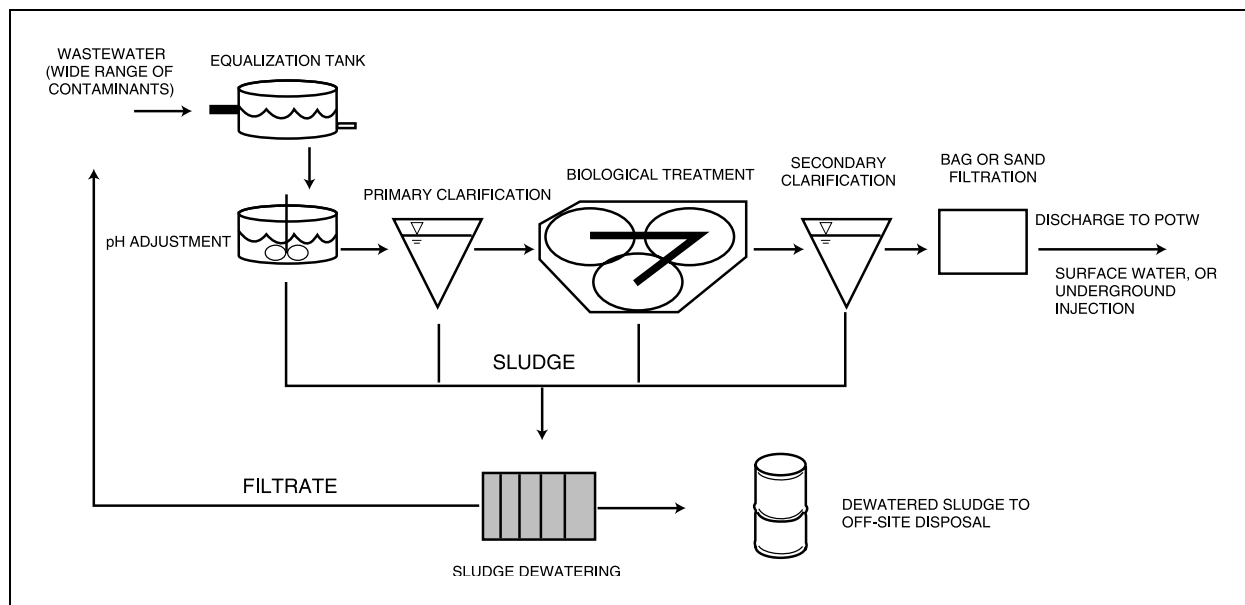 WASTEWATER
(WIDE RANGE OF
CONTAMINANTS)
EQUALIZATION TANK
pH ADJUSTMENT
PRIMARY CLARIFICATION
BIOLOGICAL TREATMENT
SECONDARY
CLARIFICATION
BAG OR SAND
FILTRATION
DISCHARGE TO POTW
SURFACE WATER, OR
UNDERGROUND
INJECTION
SLUDGE
FILTRATE
SLUDGE DEWATERING
DEWATERED SLUDGE TO
OFF-SITE DISPOSAL